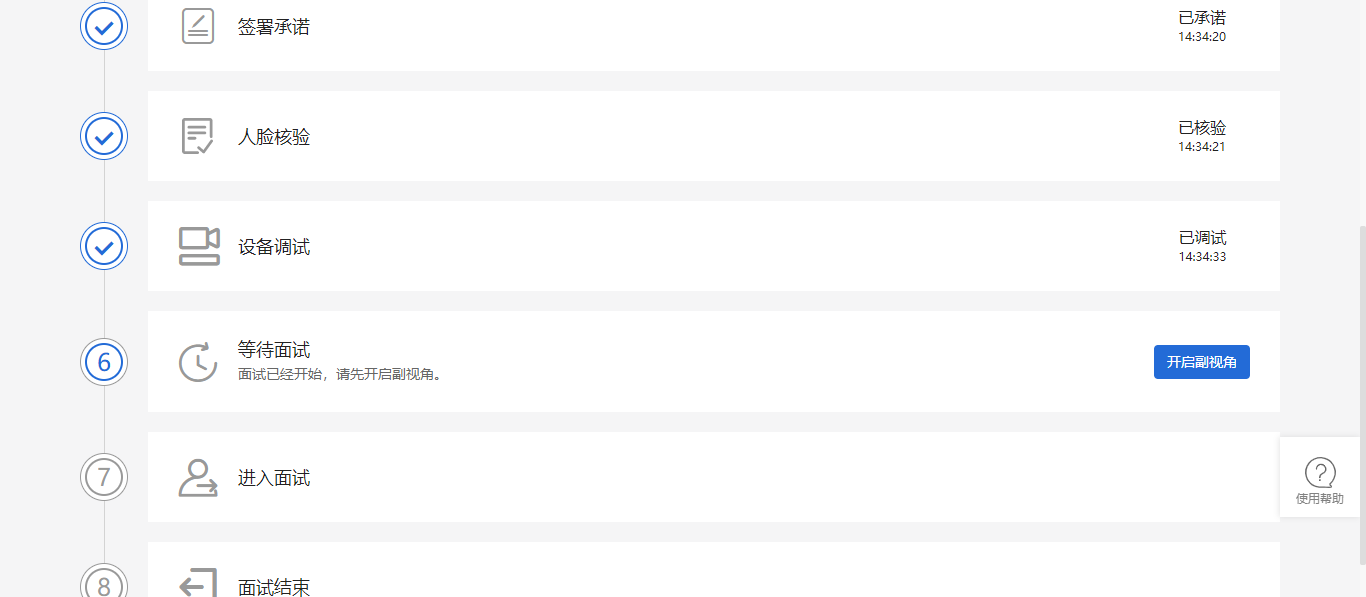 签署承诺
已承诺
14:34:20
人脸核验
已核验
14:34:21
设备调试
已调试
14:34:33
6
等待面试
面试已经开始，请先开启副视角。
开启副视角
7
进入面试
使用帮助
8
面试结束